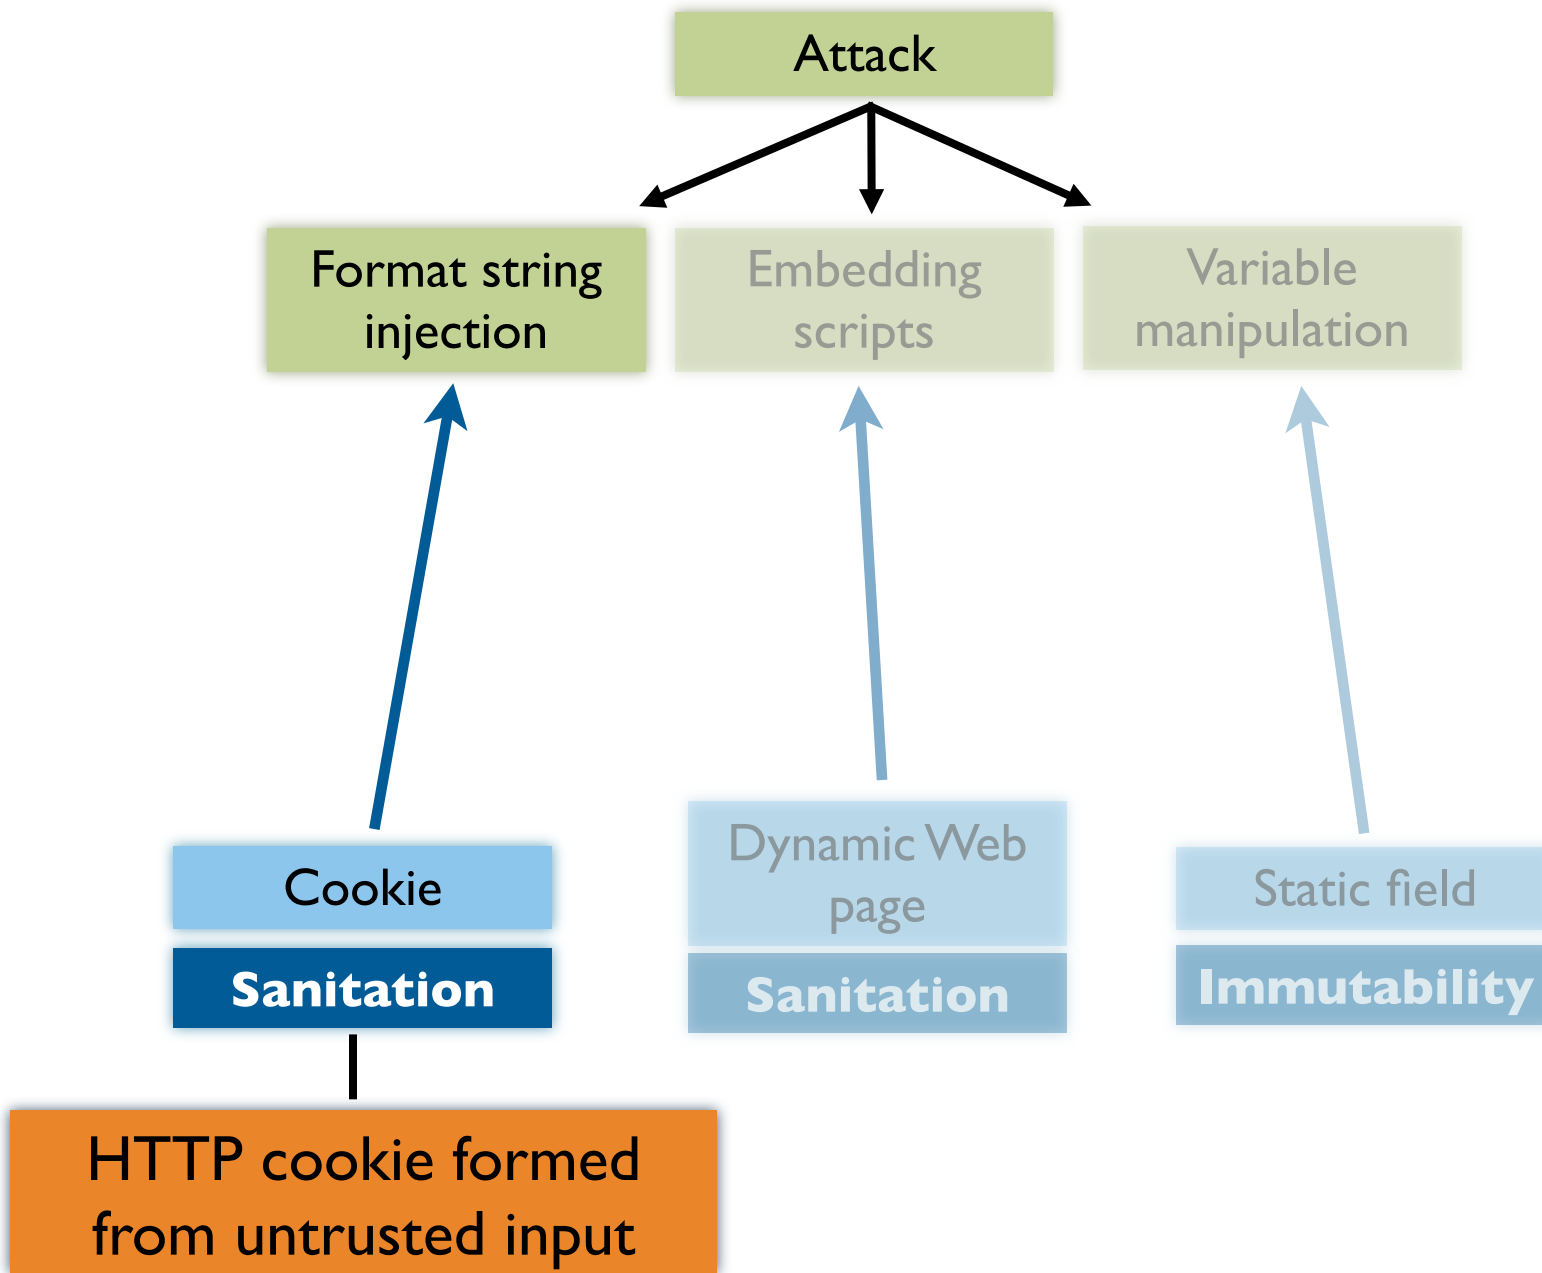 Attack
Format string
injection
Embedding
scripts
Variable
manipulation
Cookie
Sanitation
Dynamic Web
page
Sanitation
Static field
Immutability
HTTP cookie formed
from untrusted input